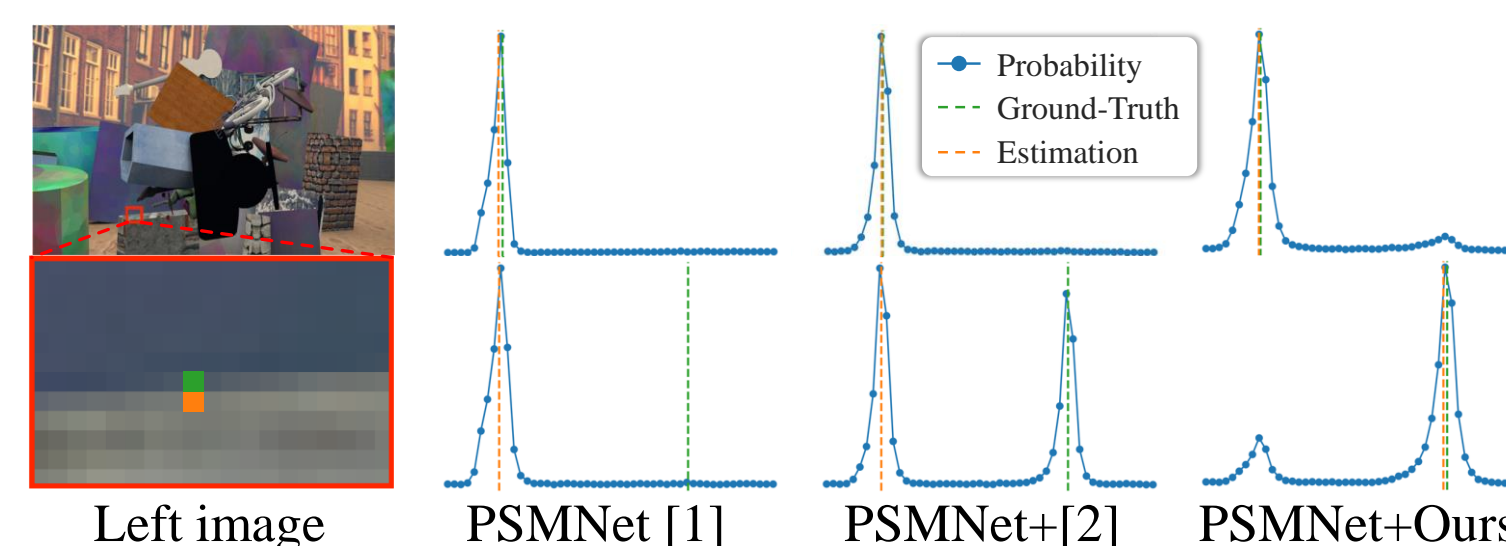 Probability
Ground-Truth
Estimation
Left image
PSMNet [1]
PSMNet+[2]
PSMNet+Ours